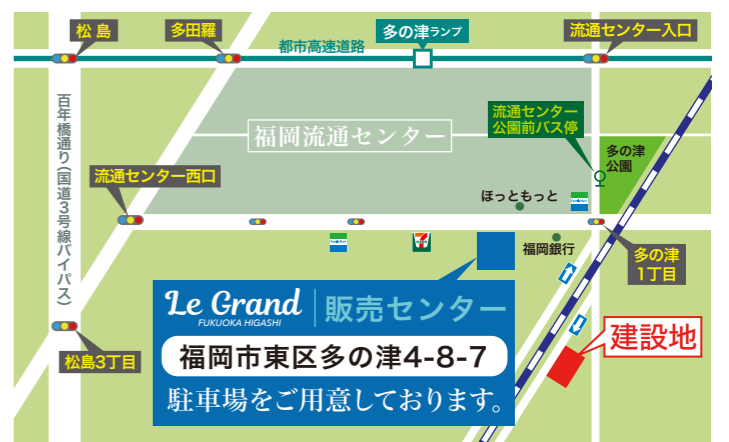 松島
多田羅
都市高速道路
多の津ランプ
流通センター入口
百年橋通り(国道3号線バイパス)
福岡流通センター
流通センター
公園前バス停
多の津
公園
流通センター西口
ほっともっと
FamilyMart
FamilyMart
福岡銀行
多の津
1丁目
Le Grand
FUKUOKA HIGASHI
販売センター
福岡市東区多の津4-8-7
駐車場をご用意しております。
松島3丁目
建設地